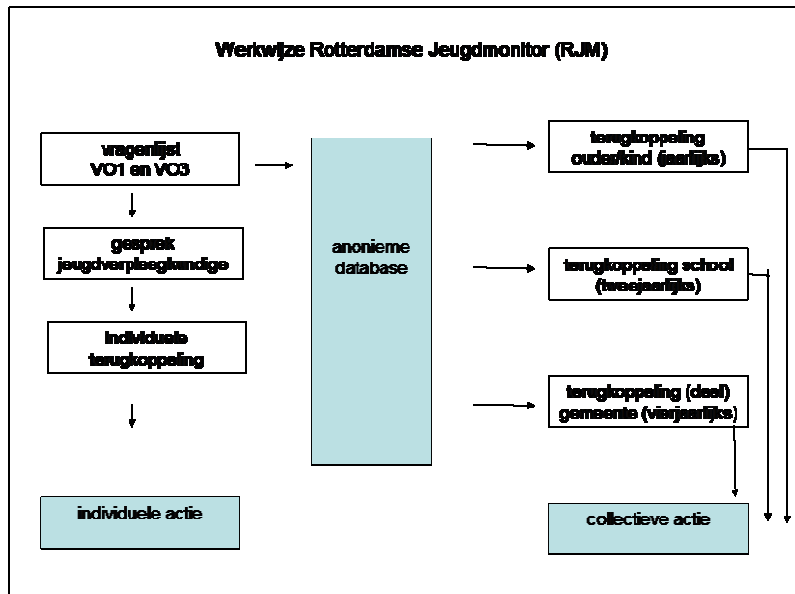 Werkwijze Rotterdamse Jeugdmonitor (RJM)
vragenlijst
VO1 en VO3
gesprek
jeugdverpleegkundige
individuele
terugkoppeling
individuele actie
anonieme
database
terugkoppeling
ouder/kind (jaarlijks)
terugkoppeling school
(tweejaarlijks)
terugkoppeling (deel)
gemeente (vierjaarlijks)
collectieve actie